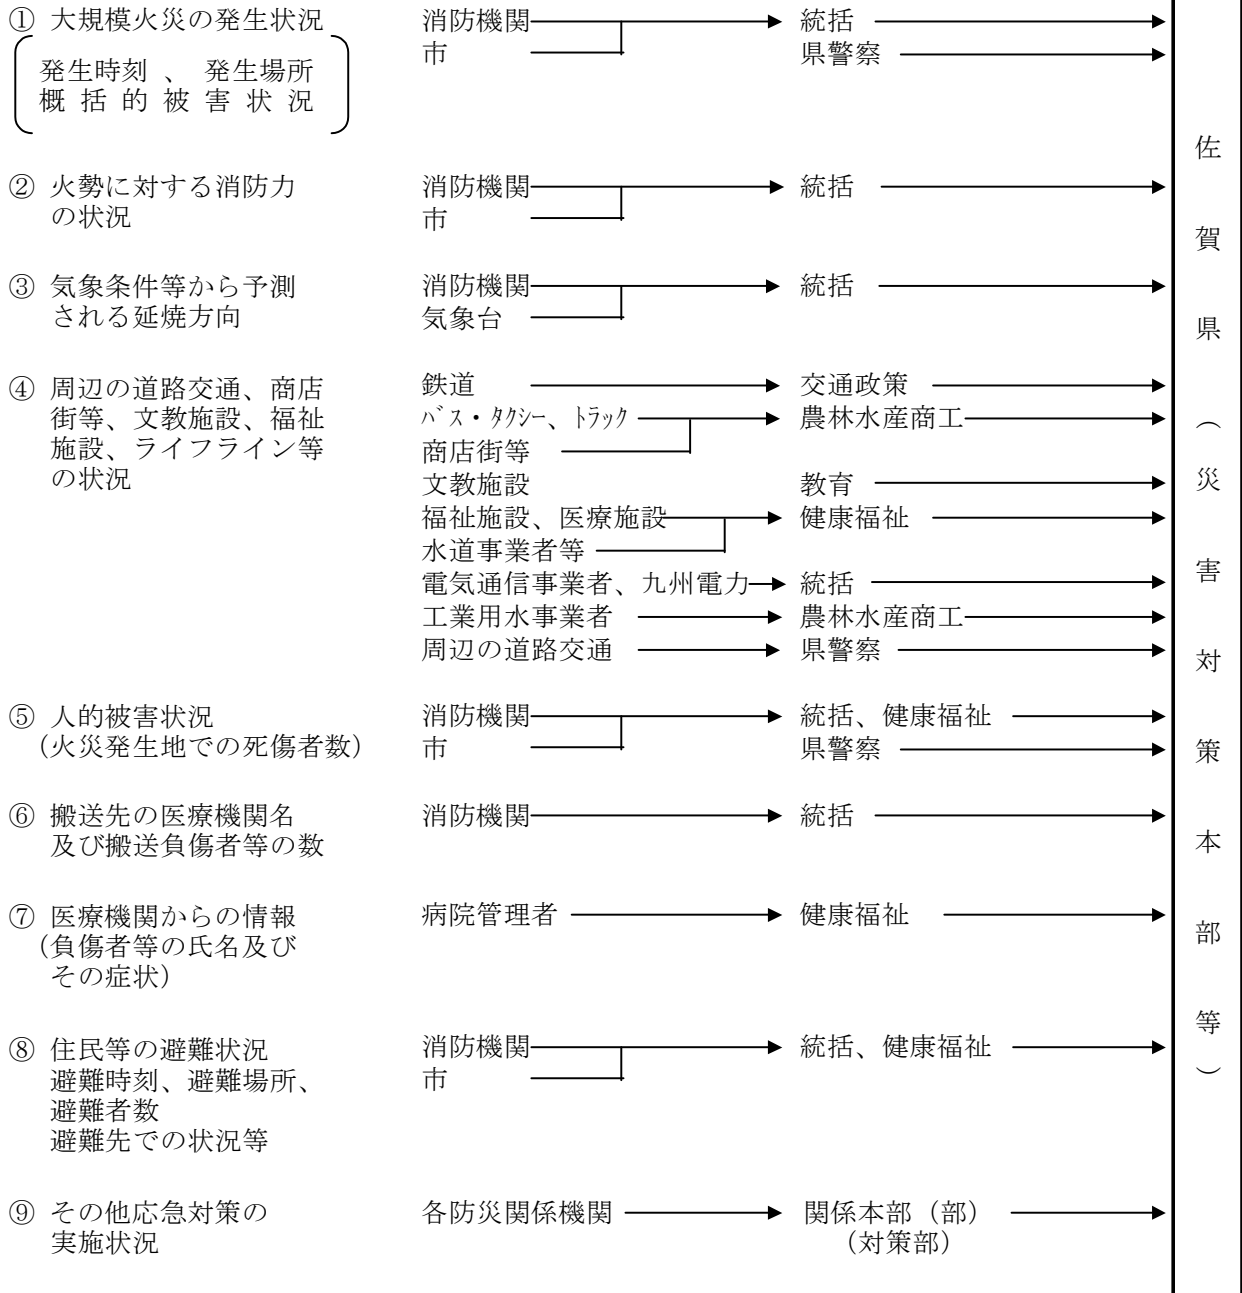 ① 大規模火災の発生状況 消防機関 統括
市 県警察
発生時刻 、 発生場所
概括的被害状況
② 火勢に対する消防力 消防機関 統括
の状況 市
③ 気象条件等から予測 消防機関 統括
される延焼方向 気象台
④ 周辺の道路交通、商店 鉄道 交通政策
街等、文教施設、福祉 ﾊﾞｽ・ﾀｸｼｰ、ﾄﾗｯｸ 農林水産商工
施設、ライフライン等 商店街等
の状況 文教施設 教育
福祉施設、医療施設 健康福祉
水道事業者等
電気通信事業者、九州電力 統括
工業用水事業者 農林水産商工
周辺の道路交通 県警察
⑤ 人的被害状況 消防機関 統括、健康福祉
（火災発生地での死傷者数） 市 県警察
⑥ 搬送先の医療機関名 消防機関 統括
及び搬送負傷者等の数
⑦ 医療機関からの情報 病院管理者 健康福祉
（負傷者等の氏名及び
その症状）
⑧ 住民等の避難状況 消防機関 統括、健康福祉
避難時刻、避難場所、 市
避難者数
避難先での状況等
⑨ その他応急対策の 各防災関係機関 関係本部（部）
実施状況 （対策部）
佐賀県（災害対策本部等）